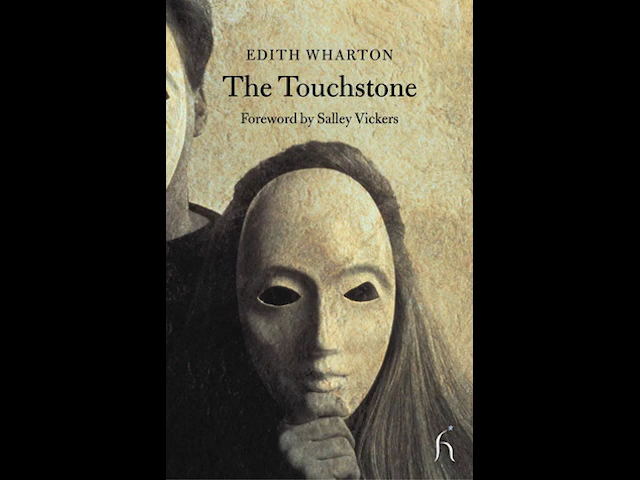 EDITH WHARTON
The Touchstone
Foreword by Salley Vickers
h*